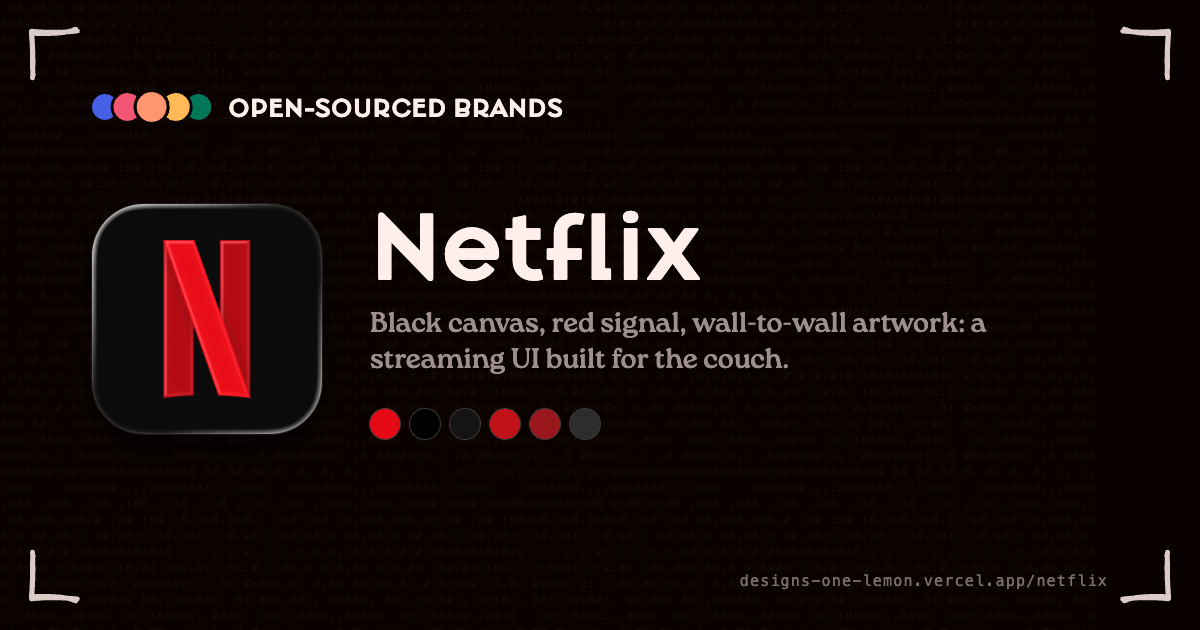 OPEN-SOURCED BRANDS
N
Netflix
Black canvas, red signal, wall-to-wall artwork: a
streaming UI built for the couch.
designs-one-lemon.vercel.app/netflix